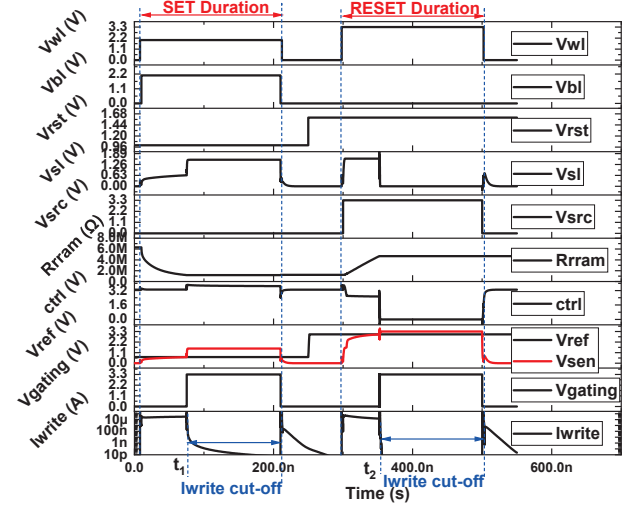 SET Duration
RESET Duration
Vwl (V)
3.3
2.2
1.1
0.0
Vwl
Vbl (V)
2.2
1.1
0.0
Vbl
Vrst (V)
1.68
1.44
1.20
0.96
Vrst
Vsl (V)
1.89
1.26
0.63
0.00
Vsl
Vsrc (V)
3.3
2.2
1.1
0.0
Vsrc
Rrram (Ω)
8.0M
6.0M
4.0M
2.0M
0.0
Rrram
ctrl (V)
3.2
1.6
0.0
ctrl
Vref (V)
3.3
2.2
1.1
0.0
Vref
Vsen
Vgating (V)
3.3
2.2
1.1
0.0
Vgating
Iwrite (A)
10µ
100n
1n
10p
Iwrite
0.0
t1
200.0n
t2
400.0n
600.0n
Iwrite cut-off
Iwrite cut-off
Time (s)